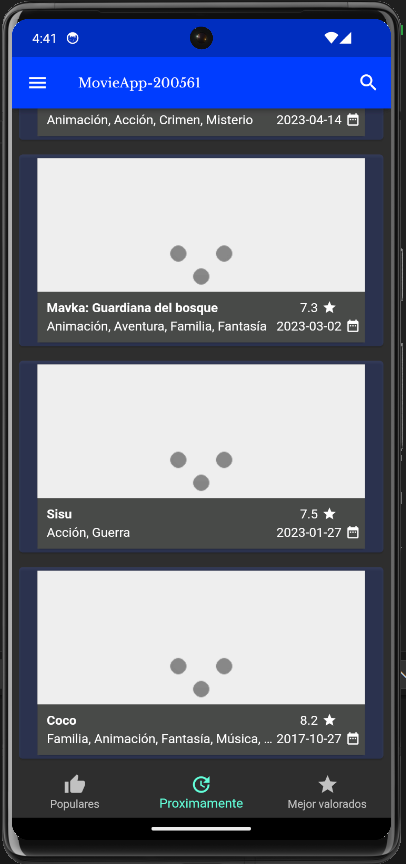 4:41
MovieApp-200561
Animación, Acción, Crimen, Misterio 2023-04-14
Mavka: Guardiana del bosque 7.3
Animación, Aventura, Familia, Fantasía 2023-03-02
Sisu 7.5
Acción, Guerra 2023-01-27
Coco 8.2
Familia, Animación, Fantasía, Música, ... 2017-10-27
Populares Proximamente Mejor valorados